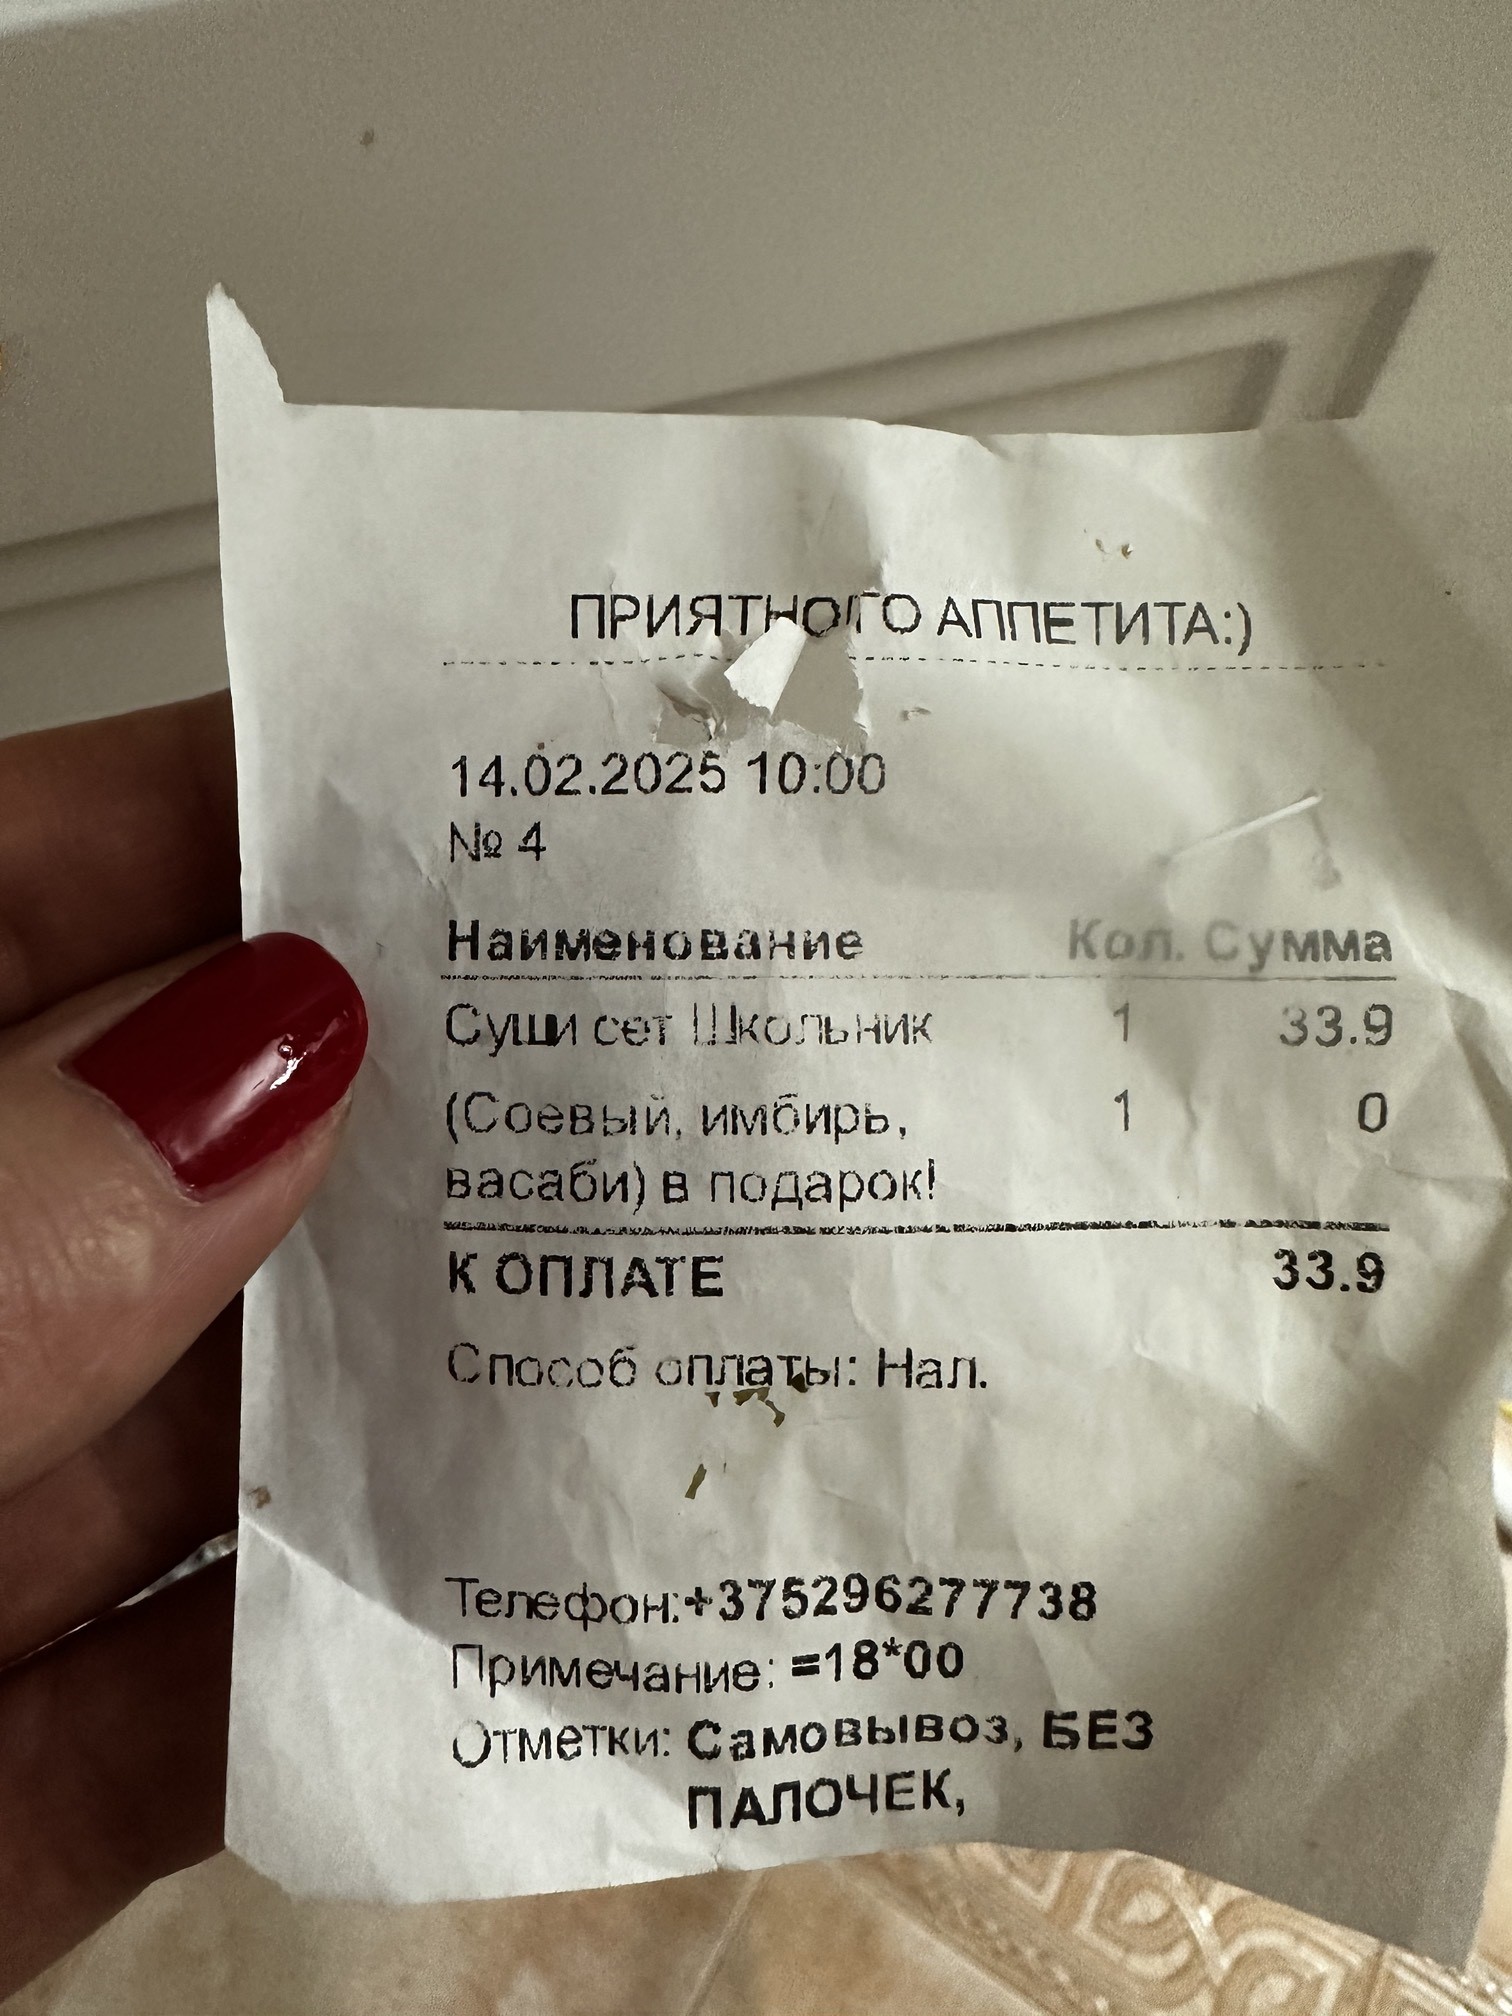 ПРИЯТНОГО АППЕТИТА:)
14.02.2025 10:00
№ 4
Наименование Кол. Сумма
Суши сет Школьник 1 33.9
(Соевый, имбирь, 1 0
васаби) в подарок!
К ОПЛАТЕ 33.9
Способ оплаты: Нал.
Телефон:+375296277738
Примечание: =18*00
Отметки: Самовывоз, БЕЗ
ПАЛОЧЕК,